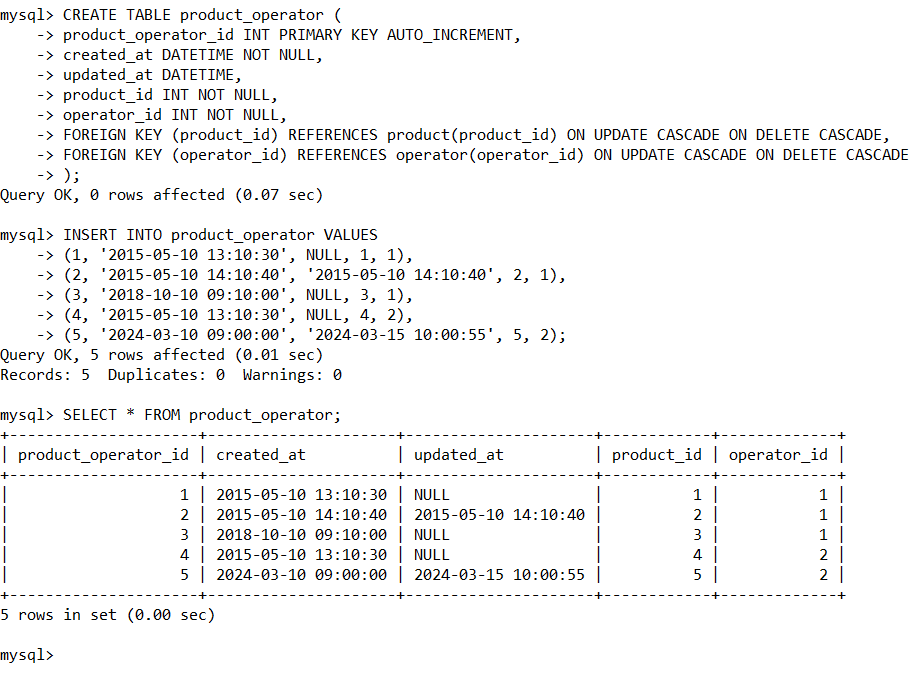 mysql> CREATE TABLE product_operator (
    -> product_operator_id INT PRIMARY KEY AUTO_INCREMENT,
    -> created_at DATETIME NOT NULL,
    -> updated_at DATETIME,
    -> product_id INT NOT NULL,
    -> operator_id INT NOT NULL,
    -> FOREIGN KEY (product_id) REFERENCES product(product_id) ON UPDATE CASCADE ON DELETE CASCADE,
    -> FOREIGN KEY (operator_id) REFERENCES operator(operator_id) ON UPDATE CASCADE ON DELETE CASCADE
    -> );
Query OK, 0 rows affected (0.07 sec)

mysql> INSERT INTO product_operator VALUES
    -> (1, '2015-05-10 13:10:30', NULL, 1, 1),
    -> (2, '2015-05-10 14:10:40', '2015-05-10 14:10:40', 2, 1),
    -> (3, '2018-10-10 09:10:00', NULL, 3, 1),
    -> (4, '2015-05-10 13:10:30', NULL, 4, 2),
    -> (5, '2024-03-10 09:00:00', '2024-03-15 10:00:55', 5, 2);
Query OK, 5 rows affected (0.01 sec)
Records: 5  Duplicates: 0  Warnings: 0

mysql> SELECT * FROM product_operator;
+---------------------+---------------------+---------------------+------------+-------------+
| product_operator_id | created_at          | updated_at          | product_id | operator_id |
+---------------------+---------------------+---------------------+------------+-------------+
|                   1 | 2015-05-10 13:10:30 | NULL                |          1 |           1 |
|                   2 | 2015-05-10 14:10:40 | 2015-05-10 14:10:40 |          2 |           1 |
|                   3 | 2018-10-10 09:10:00 | NULL                |          3 |           1 |
|                   4 | 2015-05-10 13:10:30 | NULL                |          4 |           2 |
|                   5 | 2024-03-10 09:00:00 | 2024-03-15 10:00:55 |          5 |           2 |
+---------------------+---------------------+---------------------+------------+-------------+
5 rows in set (0.00 sec)

mysql>